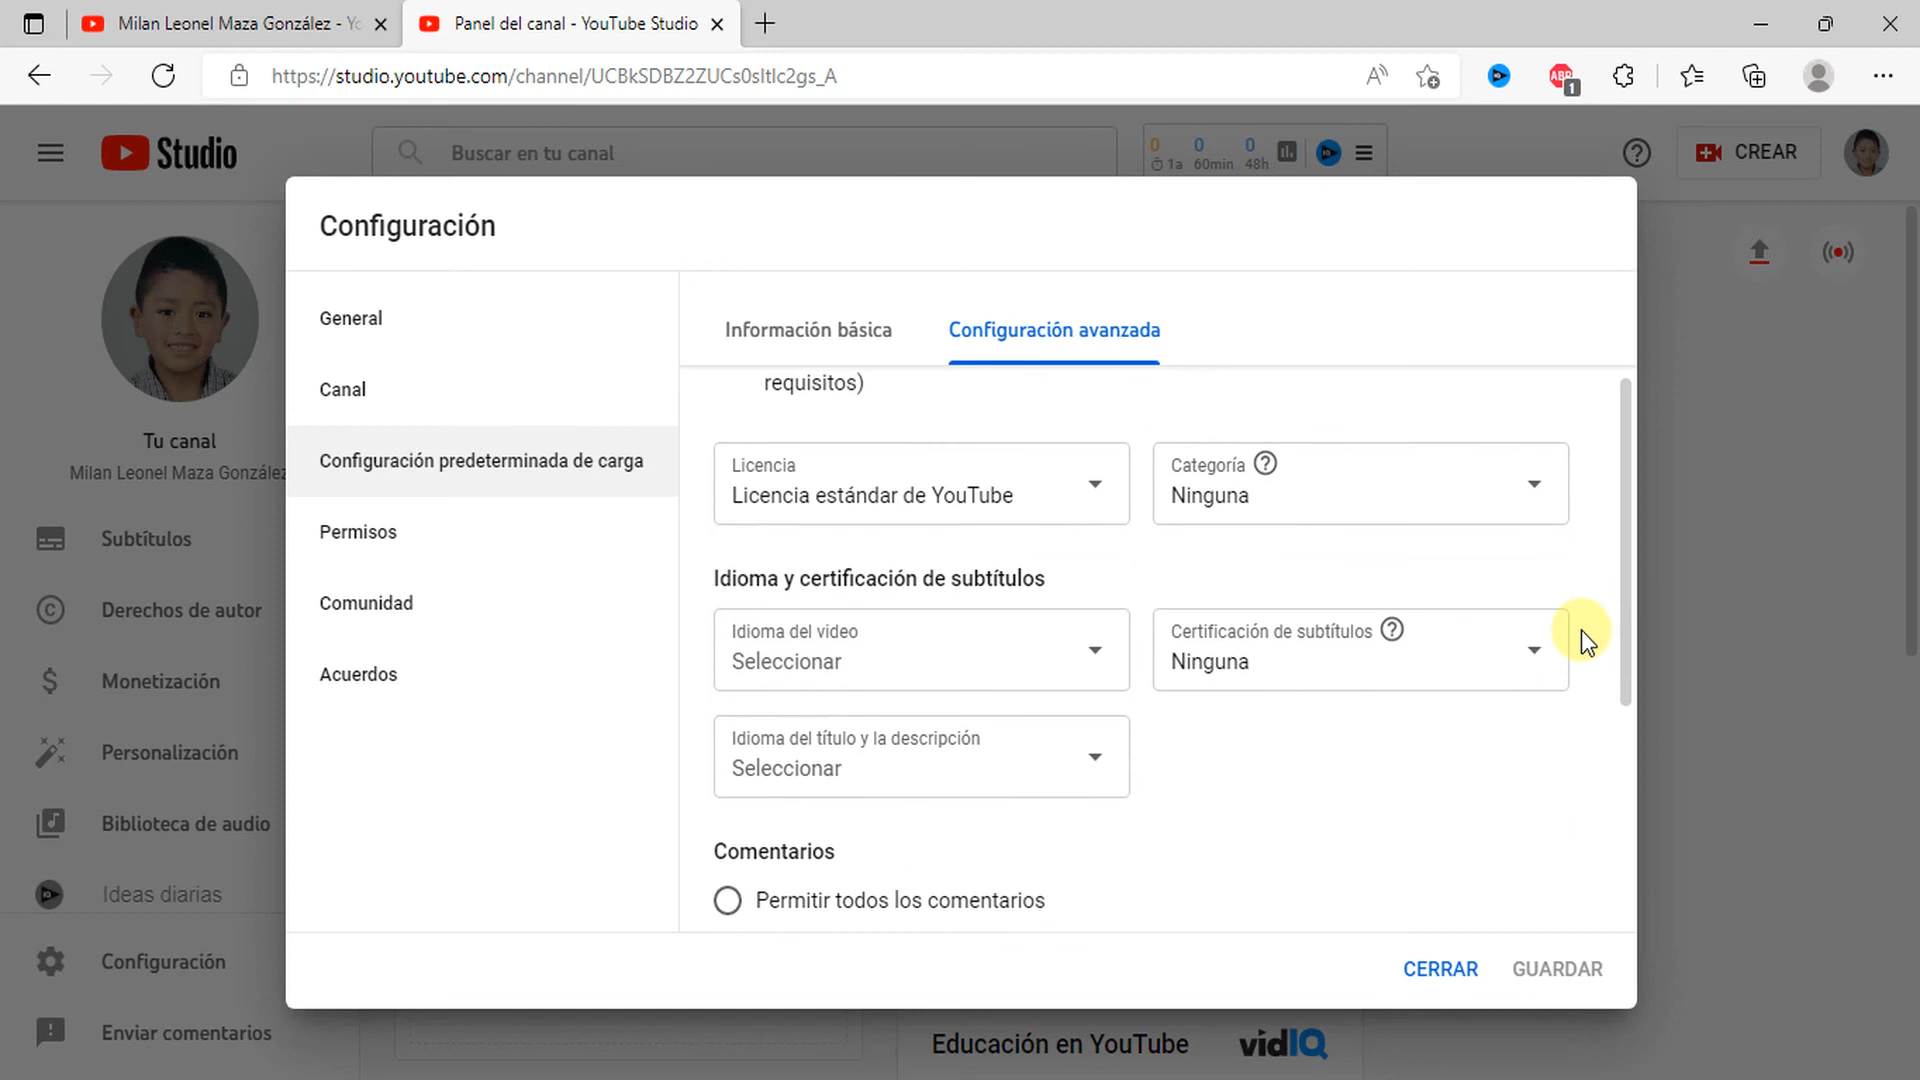 Milan Leonel Maza González - Yo
Panel del canal - YouTube Studio
https://studio.youtube.com/channel/UCBkSDBZ2ZUCs0sItlc2gs_A
ABP
1
Studio
Buscar en tu canal
0 0 0
1a 60min 48h
CREAR
Configuración
Tu canal
Milan Leonel Maza González
Subtítulos
Derechos de autor
Monetización
Personalización
Biblioteca de audio
Ideas diarias
Configuración
Enviar comentarios
General
Canal
Configuración predeterminada de carga
Permisos
Comunidad
Acuerdos
Información básica
Configuración avanzada
requisitos)
Licencia
Licencia estándar de YouTube
Categoría
Ninguna
Idioma y certificación de subtítulos
Idioma del video
Seleccionar
Certificación de subtítulos
Ninguna
Idioma del título y la descripción
Seleccionar
Comentarios
Permitir todos los comentarios
CERRAR
GUARDAR
Educación en YouTube
vidIQ